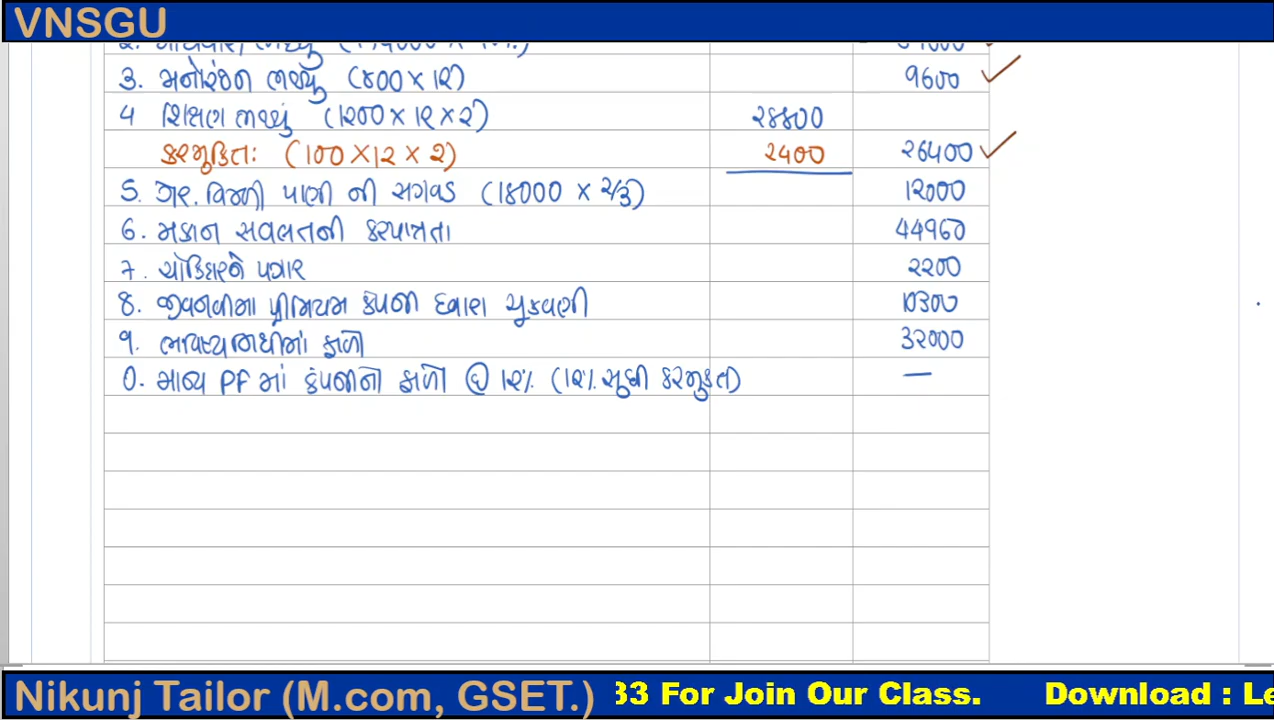 VNSGU
3. મનોરંજન ભથ્થુ (800 × 12) 9600
4 શિક્ષણ ભથ્થું (1200 × 12 × 2) 28800
કરમુક્તિ: (100 × 12 × 2) 2400 26400
5. ગેસ. વિજળી પાણી ની સગવડ (18000 × 2/3) 12000
6. મકાન સવલતની કરપાત્રતા 44960
7. ચોકિદારને પગાર 2200
8. જીવનવીમા પ્રીમિયમ કંપની દ્વારા ચુકવણી 10300
9. ભવિષ્યનિધીમાં ફાળો 32000
0. માન્ય PF માં કંપનીનો ફાળો @ 12% (12% સુધી કરમુક્ત) —
Nikunj Tailor (M.com, GSET.) 33 For Join Our Class. Download : Le